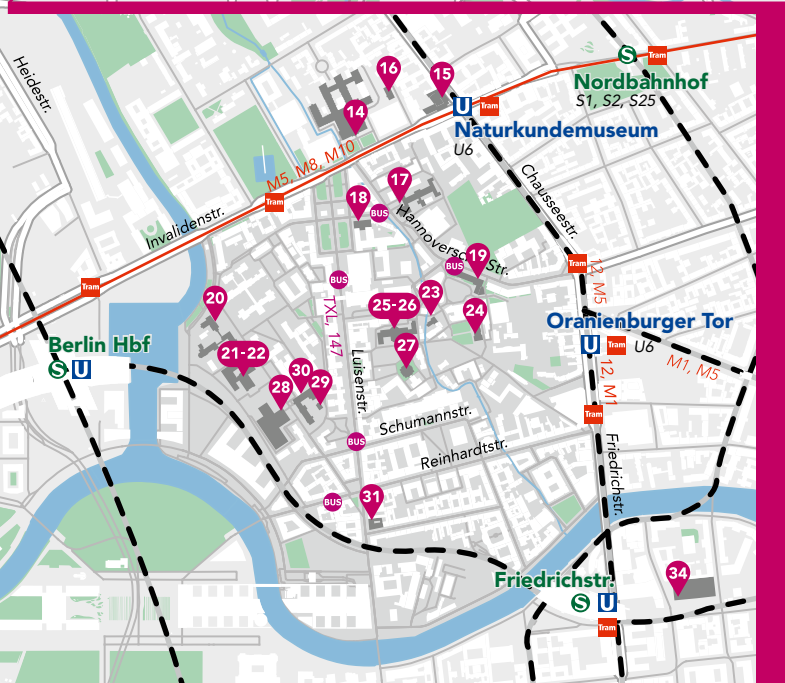 Heidestr.
16
15
14
S
Tram
Nordbahnhof
S1, S2, S25
U
Tram
Naturkundemuseum
U6
M5, M8, M10
Tram
Invalidenstr.
17
18
BUS
Hannoversche Str.
Chausseestr.
19
BUS
Tram
12, M5
Tram
20
BUS
TXL, 147
25-26
23
24
Oranienburger Tor
U
Tram
U6
M1, M5
Berlin Hbf
S
U
21-22
27
30
29
28
Luisenstr.
12, M1
Tram
Schumannstr.
BUS
Reinhardtstr.
Friedrichstr.
BUS
31
Friedrichstr.
S
U
Tram
34